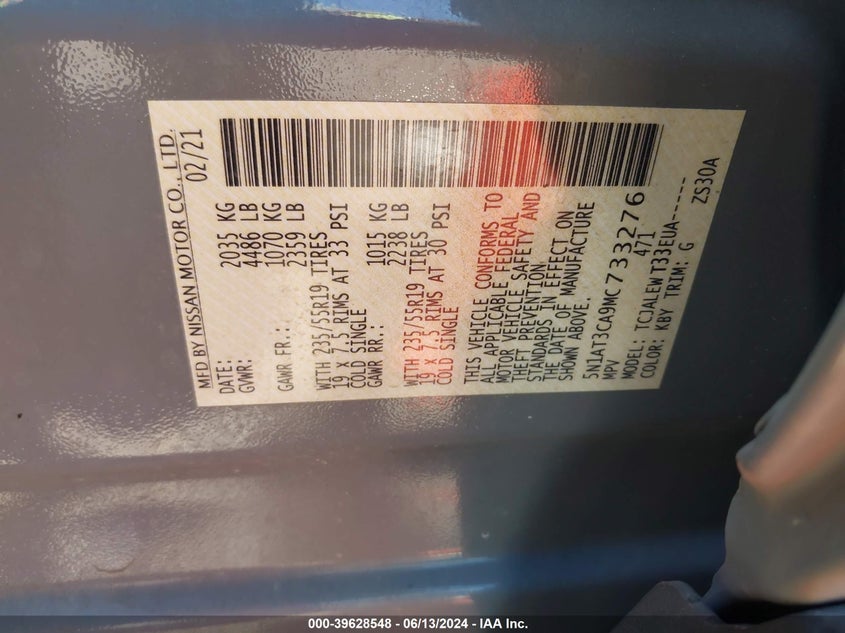 MFD BY NISSAN MOTOR CO., LTD.
DATE: 02/21
GVWR: 2035 KG
4486 LB
GAWR FR.: 1070 KG
2359 LB
WITH 235/55R19 TIRES
19 X 7.5 RIMS AT 33 PSI
COLD SINGLE
GAWR RR.: 1015 KG
2238 LB
WITH 235/55R19 TIRES
19 X 7.5 RIMS AT 30 PSI
COLD SINGLE
THIS VEHICLE CONFORMS TO
ALL APPLICABLE FEDERAL
MOTOR VEHICLE SAFETY AND
THEFT PREVENTION
STANDARDS IN EFFECT ON
THE DATE OF MANUFACTURE
SHOWN ABOVE.
5N1AT3CA9MC733276
MPV 471
MODEL: TCJALEWT33EUA-----
COLOR: KBY TRIM: G
ZS30A
000-39628548 - 06/13/2024 - IAA Inc.